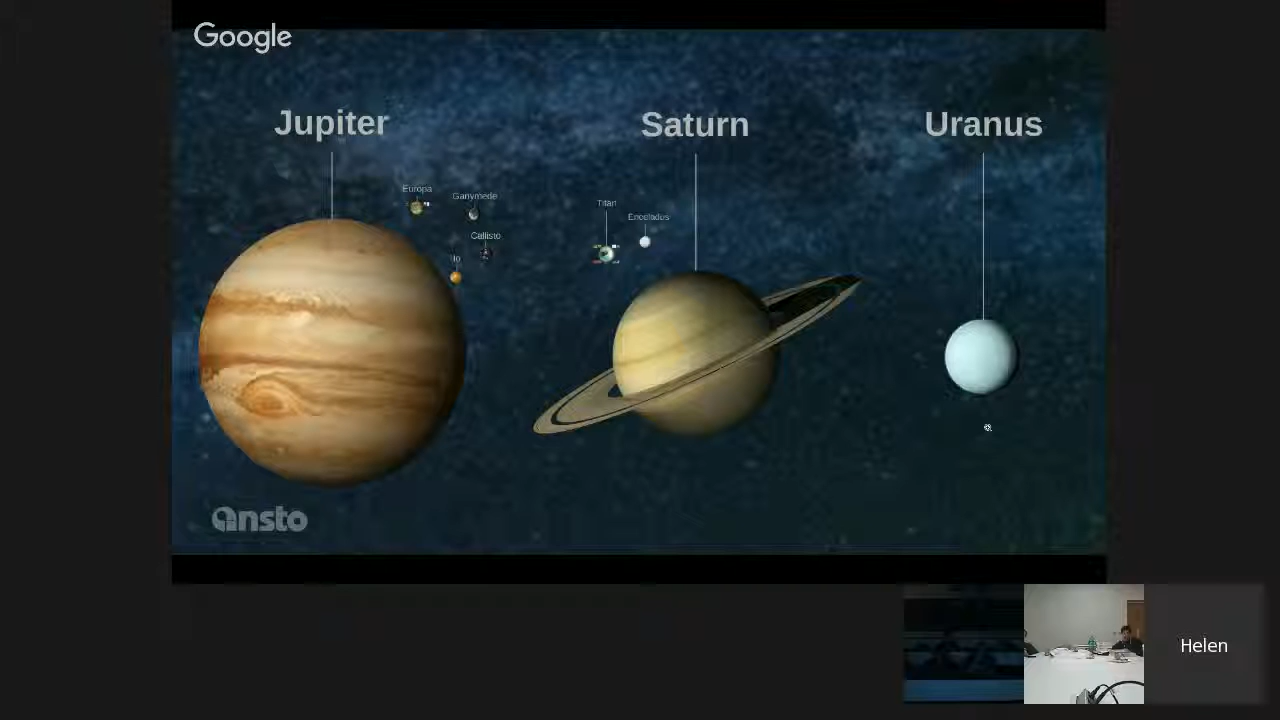 Google
Jupiter
Saturn
Uranus
Europa
Ganymede
Titan
Enceladus
Callisto
Io
ansto
Helen